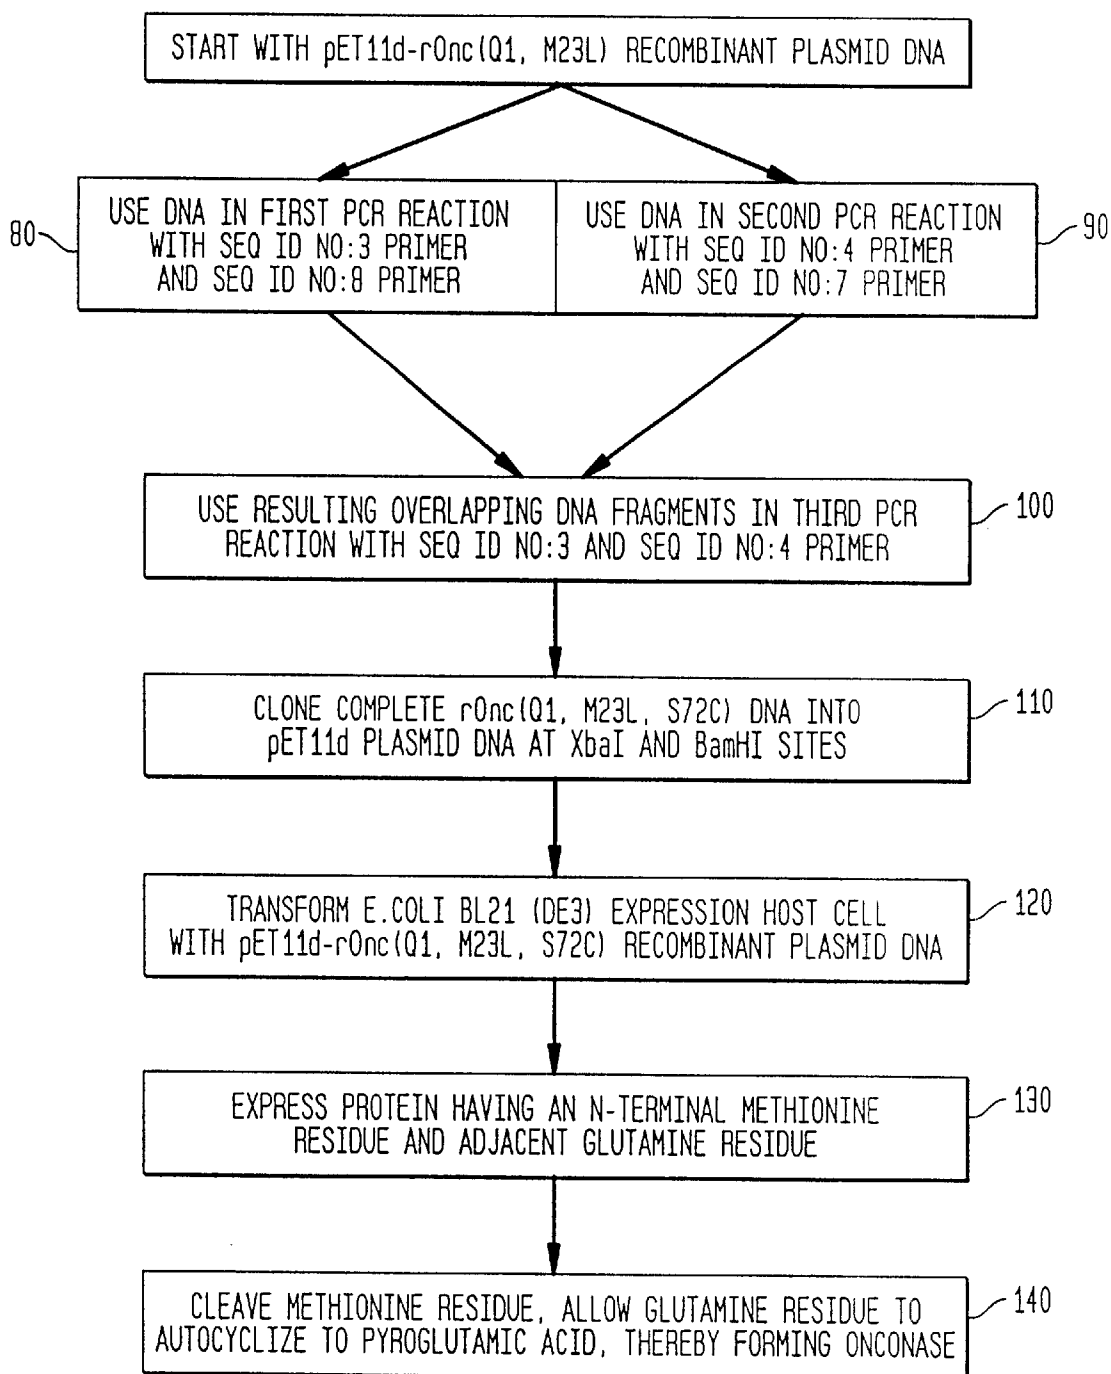 START WITH pET11d-rOnc(Q1, M23L) RECOMBINANT PLASMID DNA
80
USE DNA IN FIRST PCR REACTION
WITH SEQ ID NO:3 PRIMER
AND SEQ ID NO:8 PRIMER
USE DNA IN SECOND PCR REACTION
WITH SEQ ID NO:4 PRIMER
AND SEQ ID NO:7 PRIMER
90
USE RESULTING OVERLAPPING DNA FRAGMENTS IN THIRD PCR
REACTION WITH SEQ ID NO:3 AND SEQ ID NO:4 PRIMER
100
CLONE COMPLETE rOnc(Q1, M23L, S72C) DNA INTO
pET11d PLASMID DNA AT XbaI AND BamHI SITES
110
TRANSFORM E.COLI BL21 (DE3) EXPRESSION HOST CELL
WITH pET11d-rOnc(Q1, M23L, S72C) RECOMBINANT PLASMID DNA
120
EXPRESS PROTEIN HAVING AN N-TERMINAL METHIONINE
RESIDUE AND ADJACENT GLUTAMINE RESIDUE
130
CLEAVE METHIONINE RESIDUE, ALLOW GLUTAMINE RESIDUE TO
AUTOCYCLIZE TO PYROGLUTAMIC ACID, THEREBY FORMING ONCONASE
140